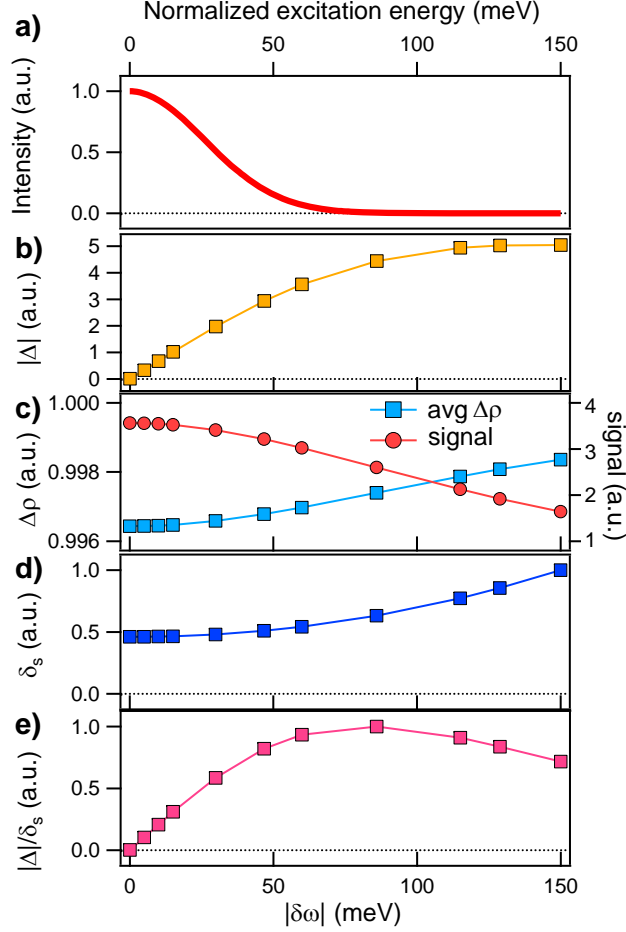 Normalized excitation energy (meV)
0 50 100 150
a)
Intensity (a.u.)
1.0
0.5
0.0
b)
|Δ| (a.u.)
5
4
3
2
1
0
c)
Δρ (a.u.)
1.000
0.998
0.996
avg Δρ
signal
4
3
2
1
signal (a.u.)
d)
δs (a.u.)
1.0
0.5
0.0
e)
|Δ|/δs (a.u.)
1.0
0.5
0.0
0 50 100 150
|δω| (meV)